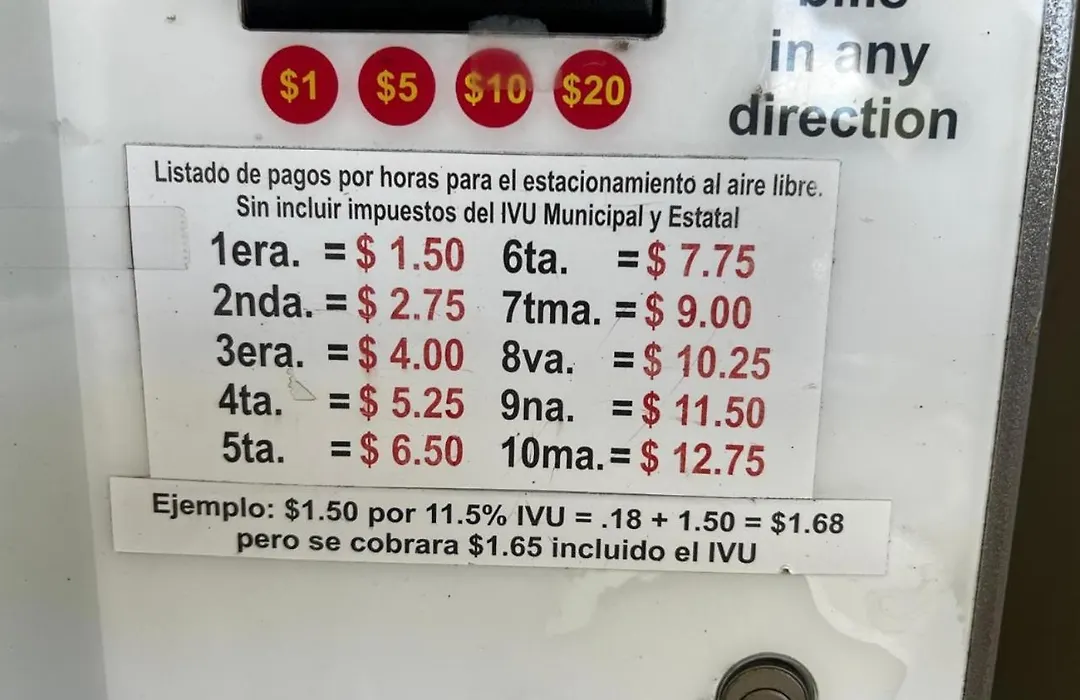 $1 $5 $10 $20
in any
direction
Listado de pagos por horas para el estacionamiento al aire libre.
Sin incluir impuestos del IVU Municipal y Estatal
1era. = $ 1.50 6ta. = $ 7.75
2nda. = $ 2.75 7tma. = $ 9.00
3era. = $ 4.00 8va. = $ 10.25
4ta. = $ 5.25 9na. = $ 11.50
5ta. = $ 6.50 10ma. = $ 12.75
Ejemplo: $1.50 por 11.5% IVU = .18 + 1.50 = $1.68
pero se cobrara $1.65 incluido el IVU